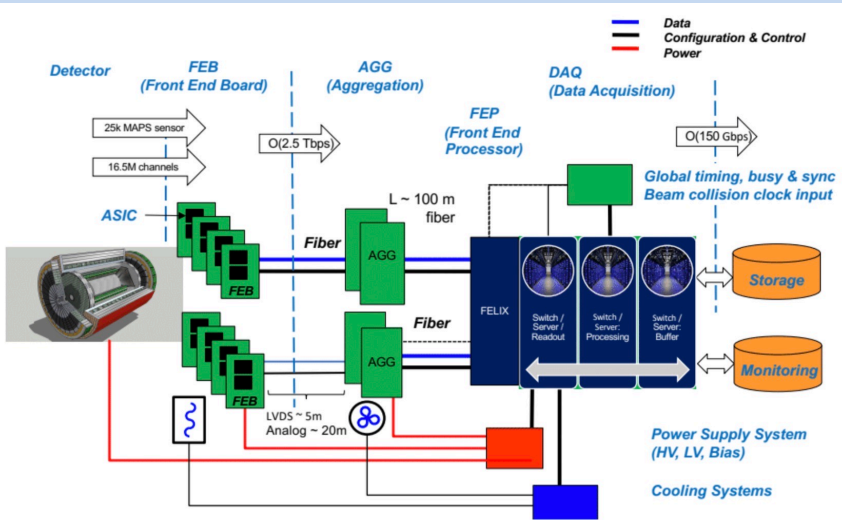 Data
Configuration & Control
Power
Detector
FEB
(Front End Board)
AGG
(Aggregation)
DAQ
(Data Acquisition)
FEP
(Front End
Processor)
25k MAPS sensor
16.5M channels
O(2.5 Tbps)
O(150 Gbps)
Global timing, busy & sync
Beam collision clock input
L ~ 100 m
fiber
ASIC
Fiber
AGG
FEB
FELIX
Switch /
Server /
Readout
Switch /
Server:
Processing
Switch /
Server:
Buffer
Storage
Fiber
AGG
FEB
Monitoring
LVDS ~ 5m
Analog ~ 20m
Power Supply System
(HV, LV, Bias)
Cooling Systems